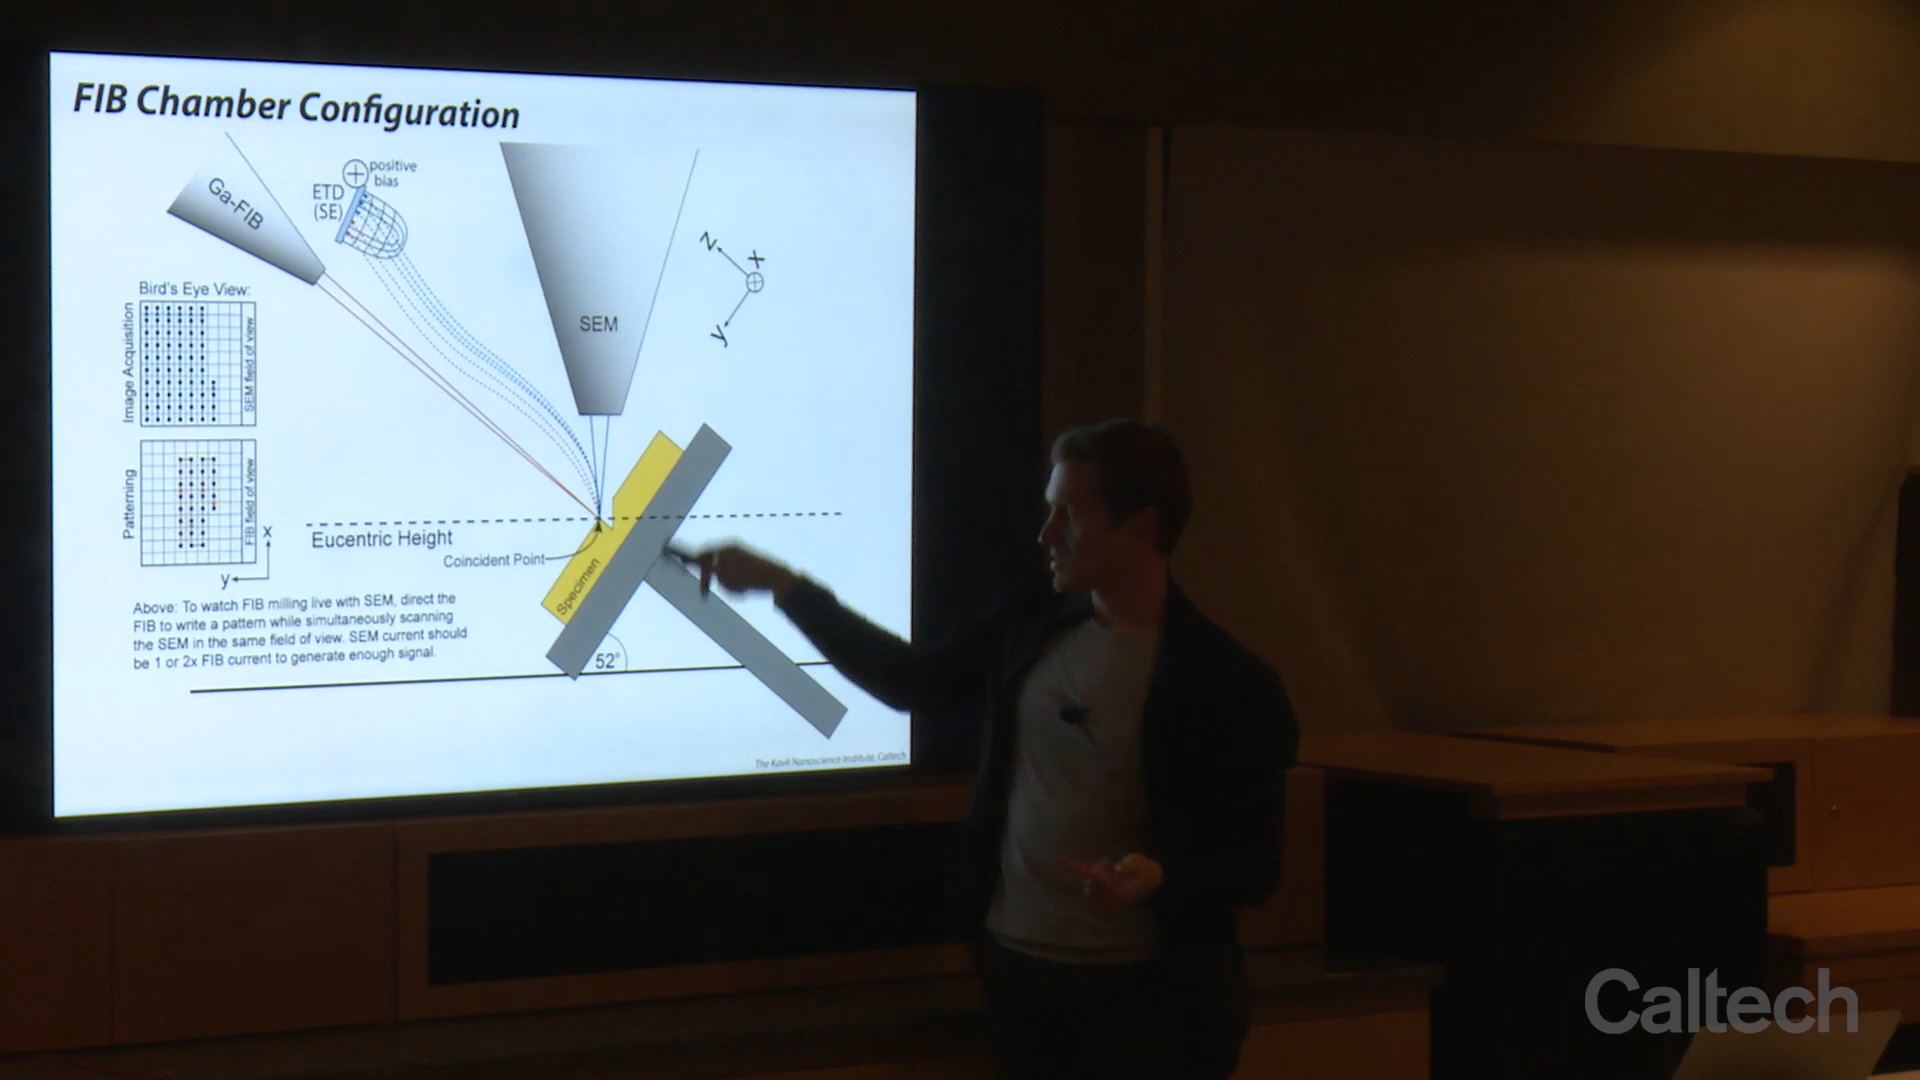 FIB Chamber Configuration
Ga-FIB
positive
bias
ETD
(SE)
SEM
z
x
y
Bird's Eye View:
Image Acquisition
SEM field of view
Patterning
FIB field of view
x
y
Eucentric Height
Coincident Point
Specimen
52°
Above: To watch FIB milling live with SEM, direct the
FIB to write a pattern while simultaneously scanning
the SEM in the same field of view. SEM current should
be 1 or 2x FIB current to generate enough signal.
The Kavli Nanoscience Institute, Caltech
Caltech